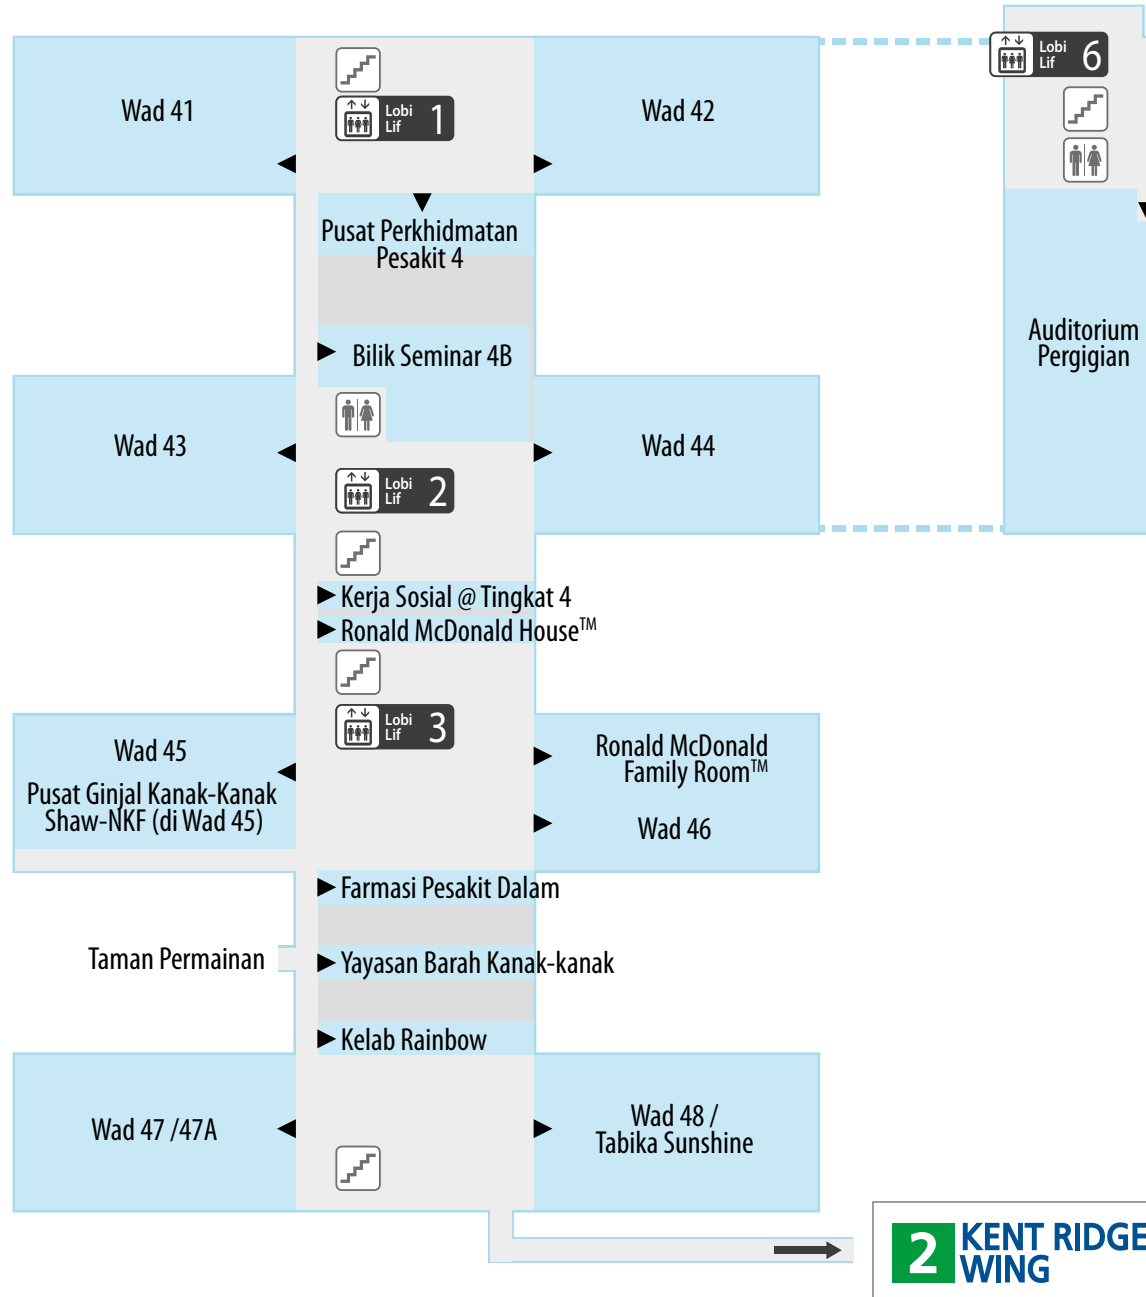 Wad 41
Lobi
Lif 1
Wad 42
Lobi
Lif 6
Pusat Perkhidmatan
Pesakit 4
Bilik Seminar 4B
Auditorium
Pergigian
Wad 43
Wad 44
Lobi
Lif 2
Kerja Sosial @ Tingkat 4
Ronald McDonald House™
Lobi
Lif 3
Wad 45
Pusat Ginjal Kanak-Kanak
Shaw-NKF (di Wad 45)
Ronald McDonald
Family Room™
Wad 46
Farmasi Pesakit Dalam
Taman Permainan
Yayasan Barah Kanak-kanak
Kelab Rainbow
Wad 47 /47A
Wad 48 /
Tabika Sunshine
2 KENT RIDGE
WING